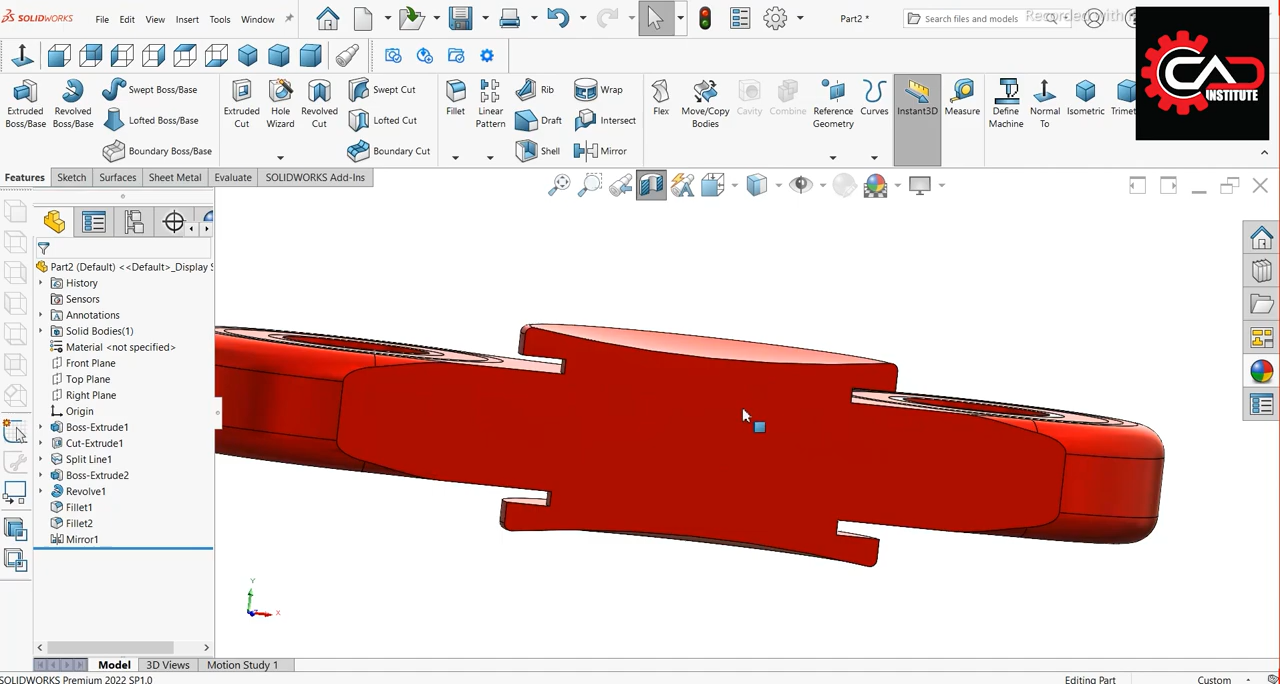 SOLIDWORKS File Edit View Insert Tools Window Part2 * Search files and models Recorded with
CAD
INSTITUTE
Extruded Boss/Base
Revolved Boss/Base
Swept Boss/Base
Lofted Boss/Base
Boundary Boss/Base
Extruded Cut
Hole Wizard
Revolved Cut
Swept Cut
Lofted Cut
Boundary Cut
Fillet
Linear Pattern
Rib
Draft
Shell
Wrap
Intersect
Mirror
Flex
Move/Copy Bodies
Cavity
Combine
Reference Geometry
Curves
Instant3D
Measure
Define Machine
Normal To
Isometric
Features Sketch Surfaces Sheet Metal Evaluate SOLIDWORKS Add-Ins
Part2 (Default) <<Default>_Display S
History
Sensors
Annotations
Solid Bodies(1)
Material <not specified>
Front Plane
Top Plane
Right Plane
Origin
Boss-Extrude1
Cut-Extrude1
Split Line1
Boss-Extrude2
Revolve1
Fillet1
Fillet2
Mirror1
Y
X
Model 3D Views Motion Study 1
SOLIDWORKS Premium 2022 SP1.0 Editing Part Custom